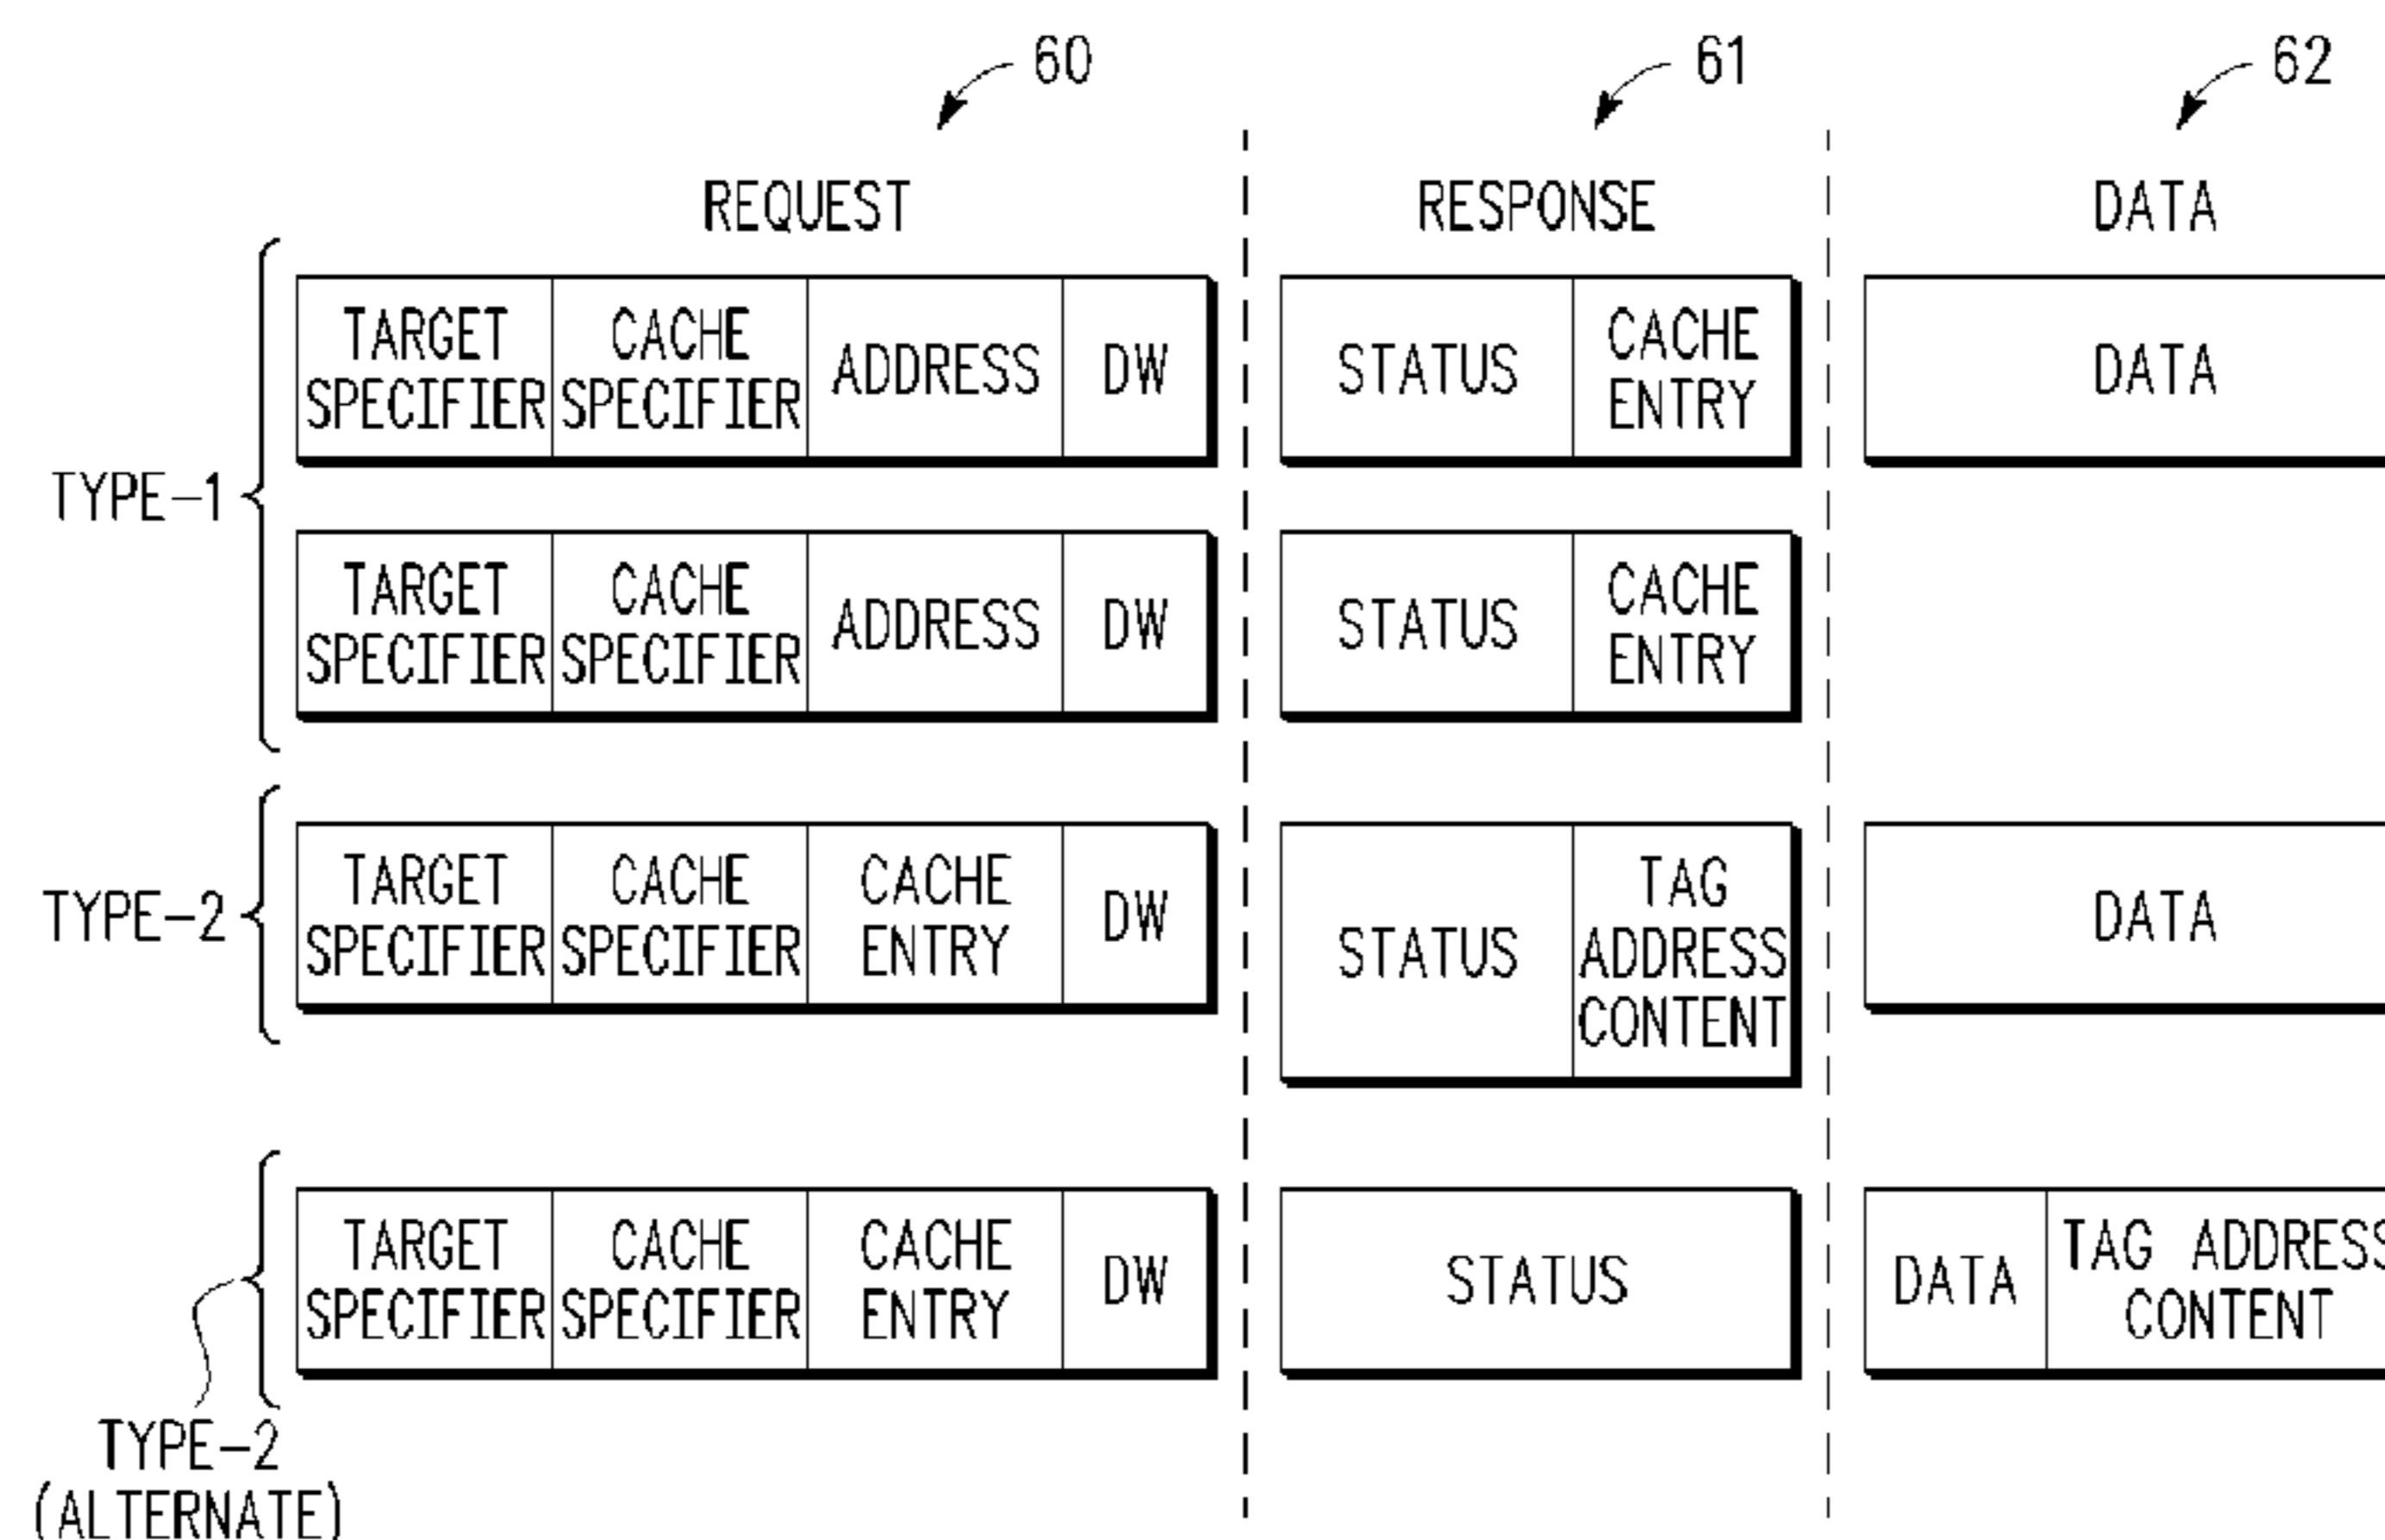 60
61
62
REQUEST
RESPONSE
DATA
TYPE-1
TARGET
SPECIFIER
CACHE
SPECIFIER
ADDRESS
DW
STATUS
CACHE
ENTRY
DATA
TARGET
SPECIFIER
CACHE
SPECIFIER
ADDRESS
DW
STATUS
CACHE
ENTRY
TYPE-2
TARGET
SPECIFIER
CACHE
SPECIFIER
CACHE
ENTRY
DW
STATUS
TAG
ADDRESS
CONTENT
DATA
TYPE-2
(ALTERNATE)
TARGET
SPECIFIER
CACHE
SPECIFIER
CACHE
ENTRY
DW
STATUS
DATA
TAG ADDRESS
CONTENT